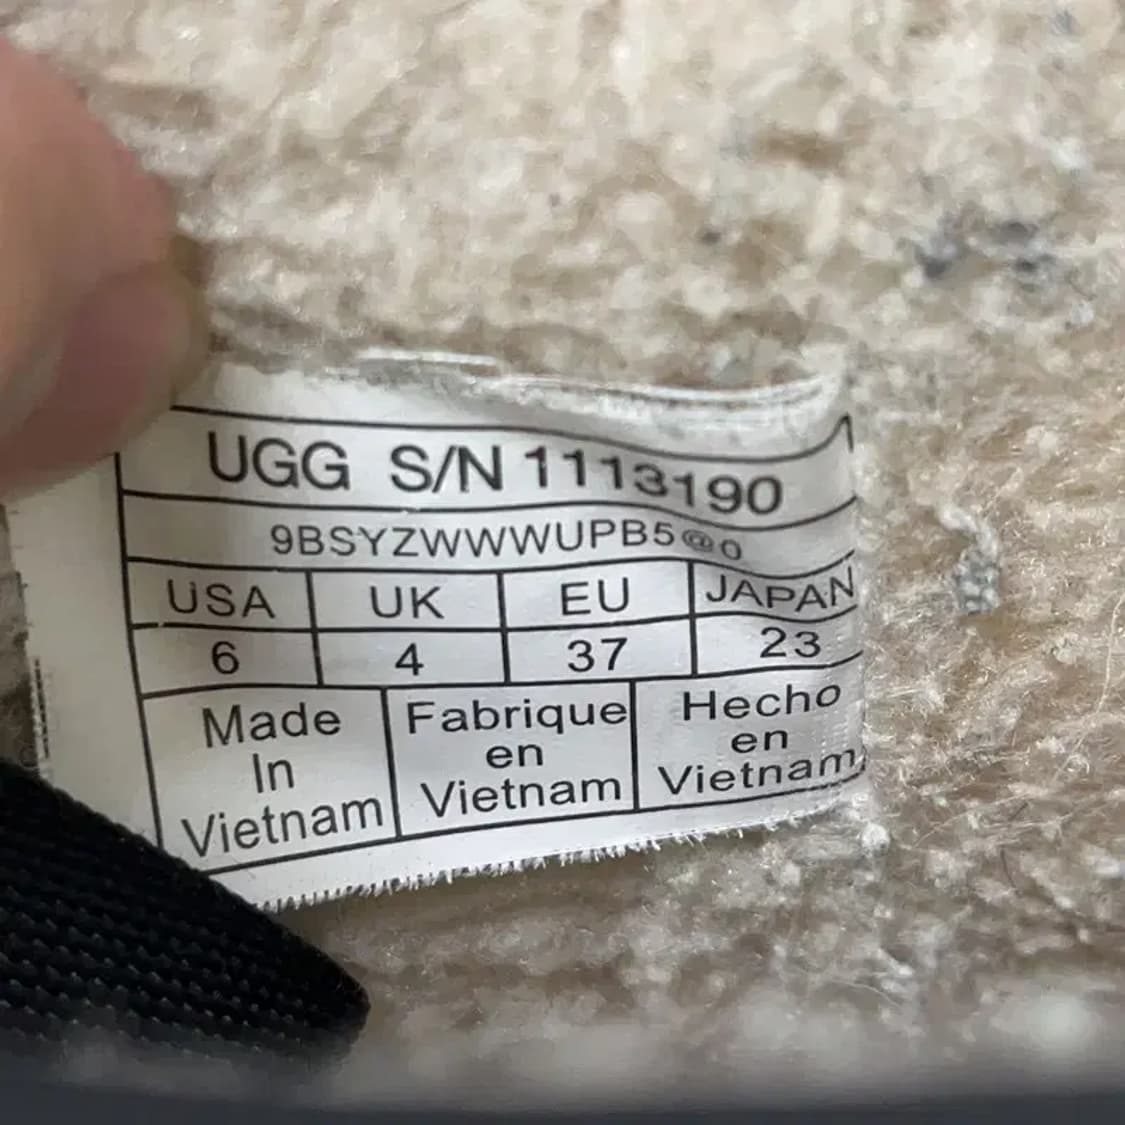 UGG S/N 1113190
9BSYZWWWUPB5@0
USA UK EU JAPAN
6 4 37 23
Made In Vietnam
Fabrique en Vietnam
Hecho en Vietnam